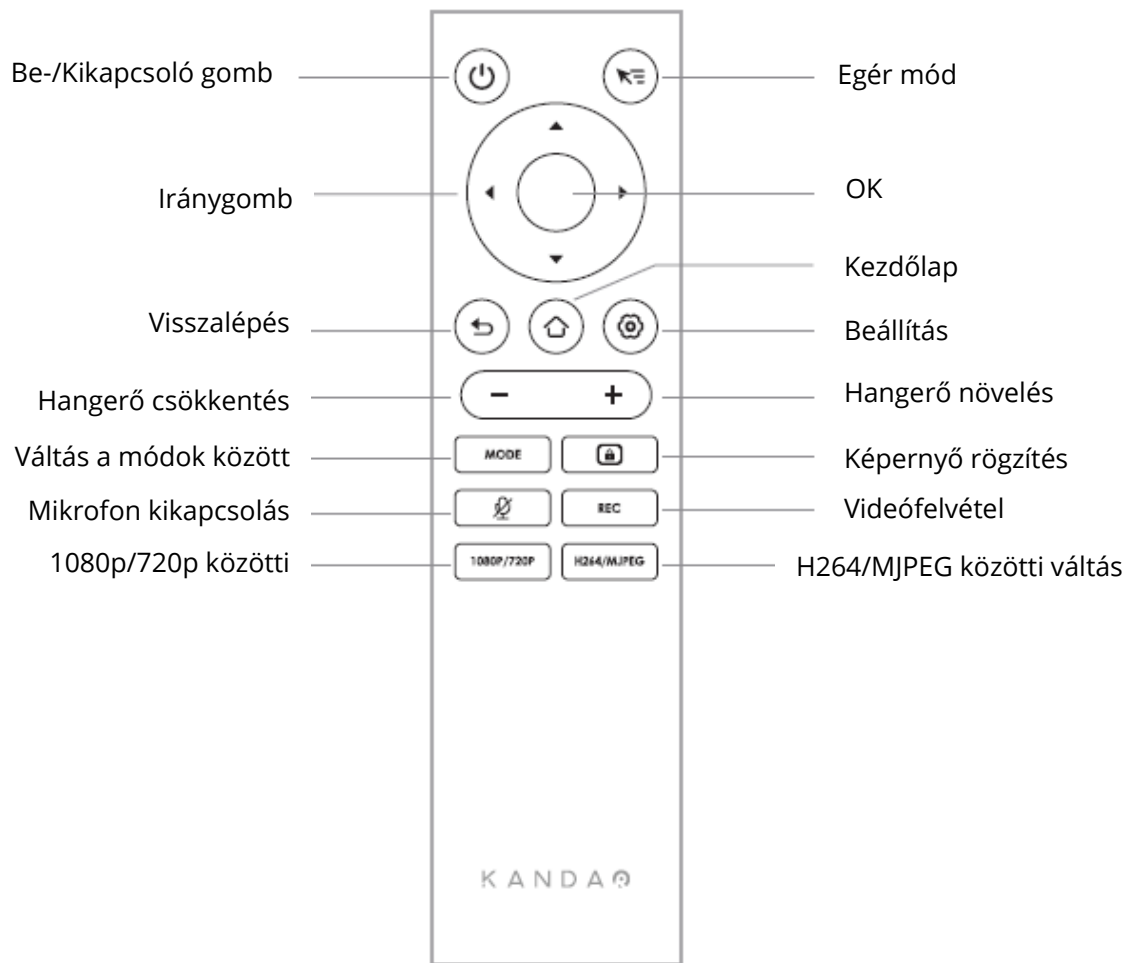 Be-/Kikapcsoló gomb
Egér mód
Iránygomb
OK
Kezdőlap
Visszalépés
Beállítás
Hangerő csökkentés
Hangerő növelés
Váltás a módok között
MODE
Képernyő rögzítés
Mikrofon kikapcsolás
REC
Videófelvétel
1080p/720p közötti
1080P/720P
H264/MJPEG
H264/MJPEG közötti váltás
KANDAO